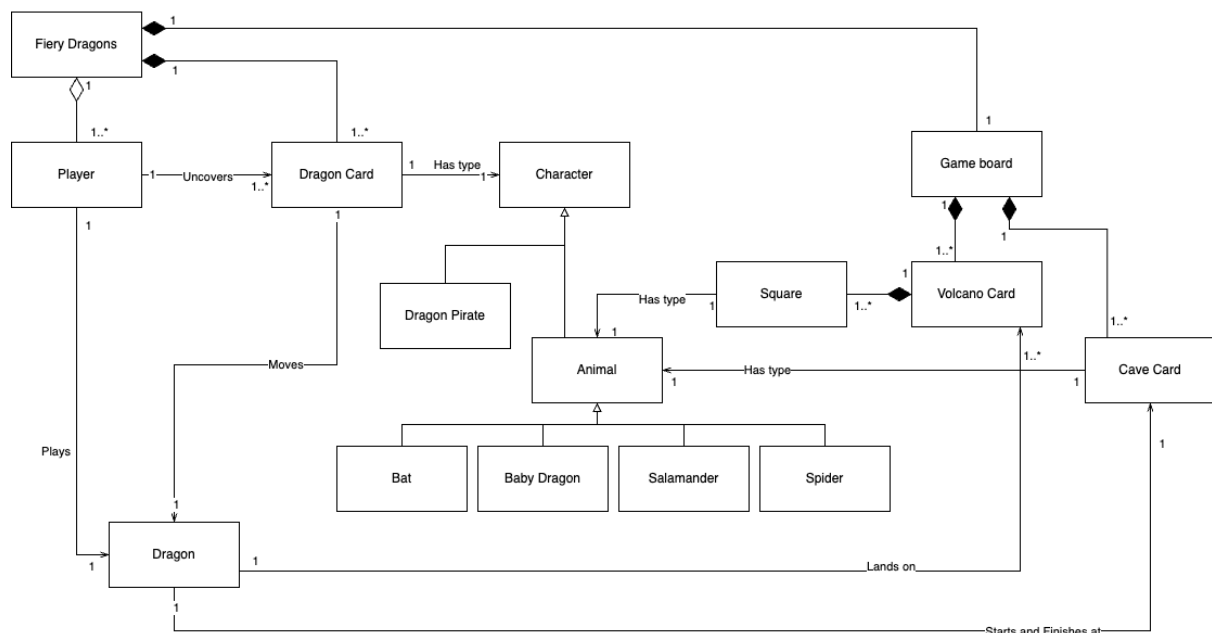 1
Fiery Dragons
1
1
1..*
1..*
1
Player
1
Uncovers
1..*
Dragon Card
1
Has type
1
Character
Game board
1
1
1
1
1
1..*
1
Dragon Pirate
1
Has type
1
Square
1..*
Volcano Card
1..*
Moves
Animal
1
Has type
1..*
1
Cave Card
Plays
1
Bat
Baby Dragon
Salamander
Spider
1
Dragon
1
1
Lands on
1
Starts and Finishes at